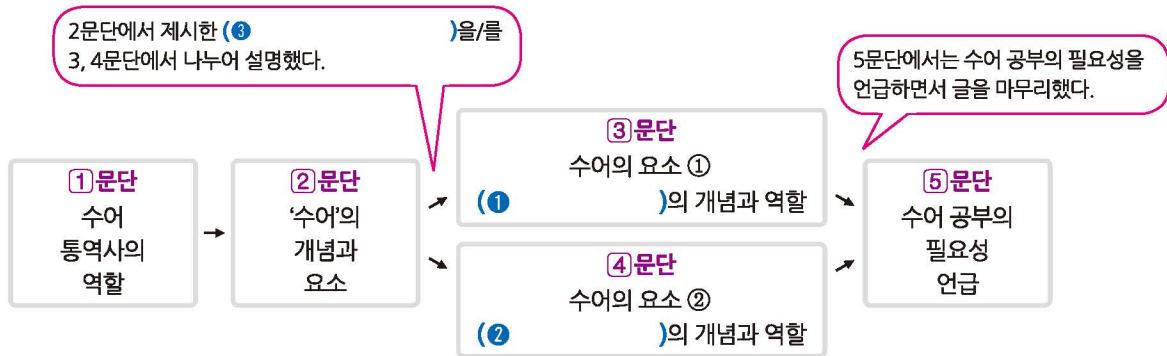 2문단에서 제시한 (❸ )을/를
3, 4문단에서 나누어 설명했다.
5문단에서는 수어 공부의 필요성을
언급하면서 글을 마무리했다.
1문단
수어
통역사의
역할
2문단
‘수어’의
개념과
요소
3문단
수어의 요소 ①
(❶ )의 개념과 역할
4문단
수어의 요소 ②
(❷ )의 개념과 역할
5문단
수어 공부의
필요성
언급